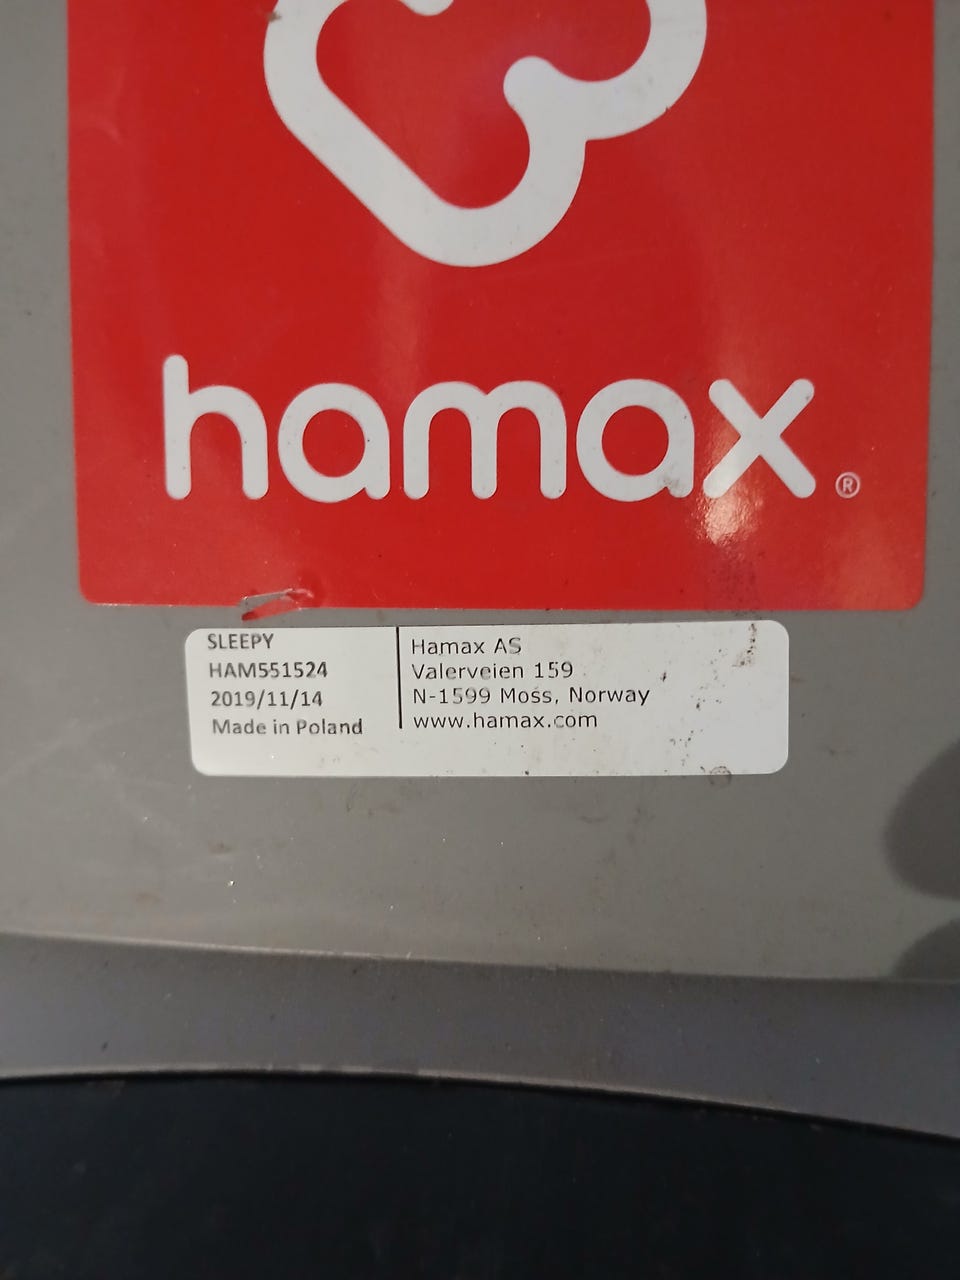 hamax®
SLEEPY
HAM551524
2019/11/14
Made in Poland
Hamax AS
Valerveien 159
N-1599 Moss, Norway
www.hamax.com